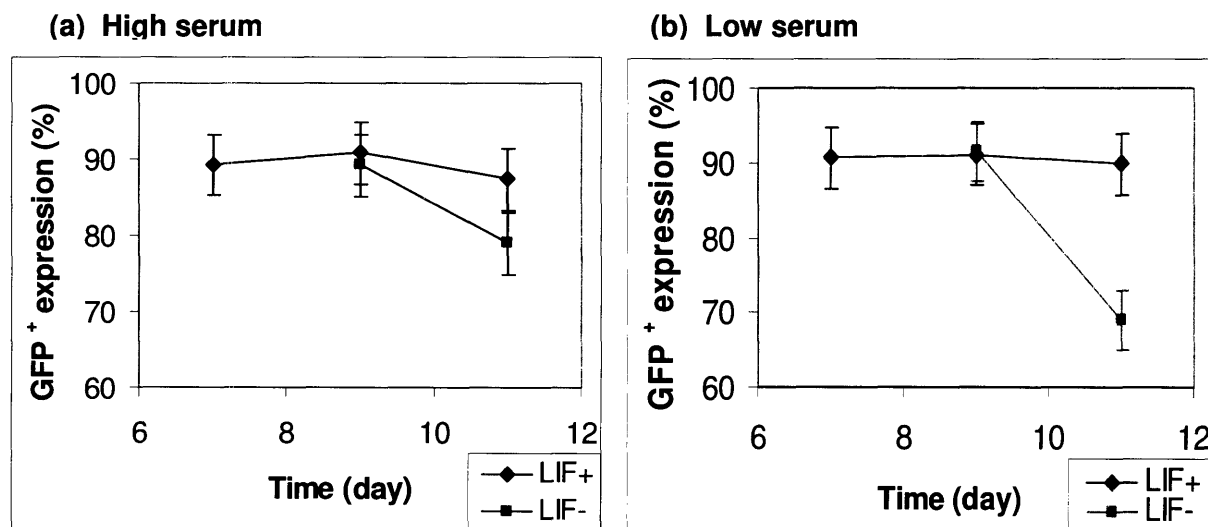 (a) High serum
GFP + expression (%)
100
90
80
70
60
6 8 10 12
Time (day)
LIF+
LIF-
(b) Low serum
GFP + expression (%)
100
90
80
70
60
6 8 10 12
Time (day)
LIF+
LIF-